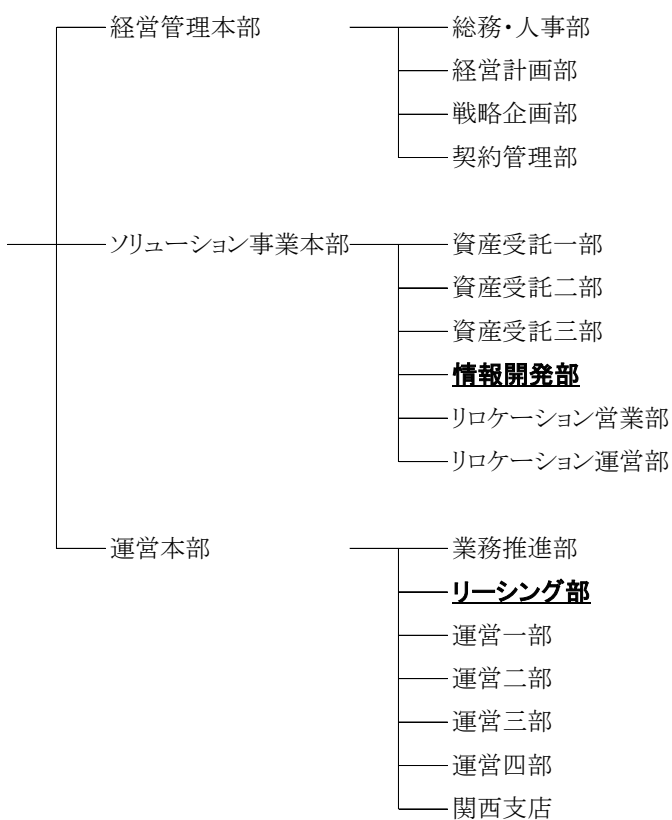 経営管理本部 総務・人事部
経営計画部
戦略企画部
契約管理部
ソリューション事業本部 資産受託一部
資産受託二部
資産受託三部
情報開発部
リロケーション営業部
リロケーション運営部
運営本部 業務推進部
リーシング部
運営一部
運営二部
運営三部
運営四部
関西支店